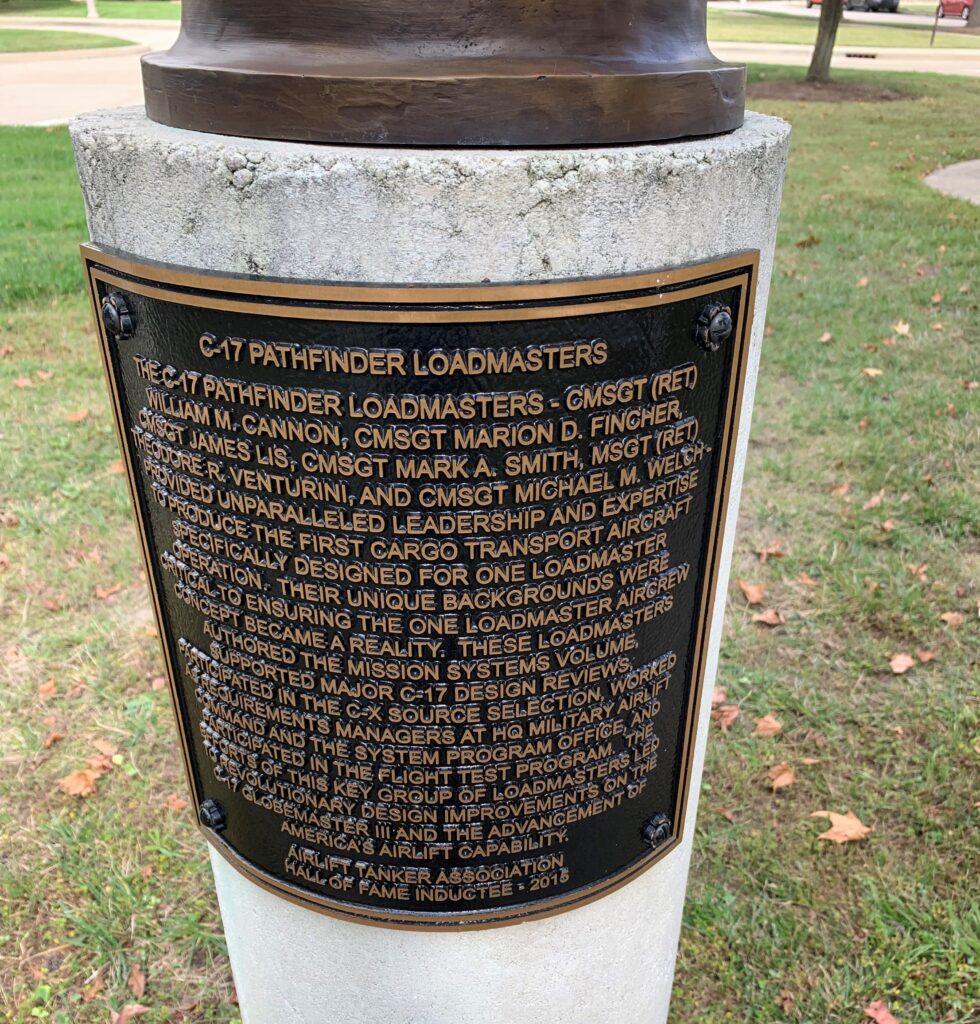 C-17 PATHFINDER LOADMASTERS
THE C-17 PATHFINDER LOADMASTERS - CMSGT (RET)
WILLIAM M. CANNON, CMSGT MARION D. FINCHER,
CMSGT JAMES LIS, CMSGT MARK A. SMITH, MSGT (RET)
THEODORE R. VENTURINI, AND CMSGT MICHAEL M. WELCH-
PROVIDED UNPARALLELED LEADERSHIP AND EXPERTISE
TO PRODUCE THE FIRST CARGO TRANSPORT AIRCRAFT
SPECIFICALLY DESIGNED FOR ONE LOADMASTER
OPERATION. THEIR UNIQUE BACKGROUNDS WERE
CRITICAL TO ENSURING THE ONE LOADMASTER AIRCREW
CONCEPT BECAME A REALITY. THESE LOADMASTERS
AUTHORED THE MISSION SYSTEMS VOLUME,
SUPPORTED MAJOR C-17 DESIGN REVIEWS,
PARTICIPATED IN THE C-X SOURCE SELECTION, WORKED
AS REQUIREMENTS MANAGERS AT HQ MILITARY AIRLIFT
COMMAND AND THE SYSTEM PROGRAM OFFICE, AND
PARTICIPATED IN THE FLIGHT TEST PROGRAM. THE
EFFORTS OF THIS KEY GROUP OF LOADMASTERS LED
TO REVOLUTIONARY DESIGN IMPROVEMENTS ON THE
C-17 GLOBEMASTER III AND THE ADVANCEMENT OF
AMERICA'S AIRLIFT CAPABILITY.
AIRLIFT TANKER ASSOCIATION
HALL OF FAME INDUCTEE - 2015